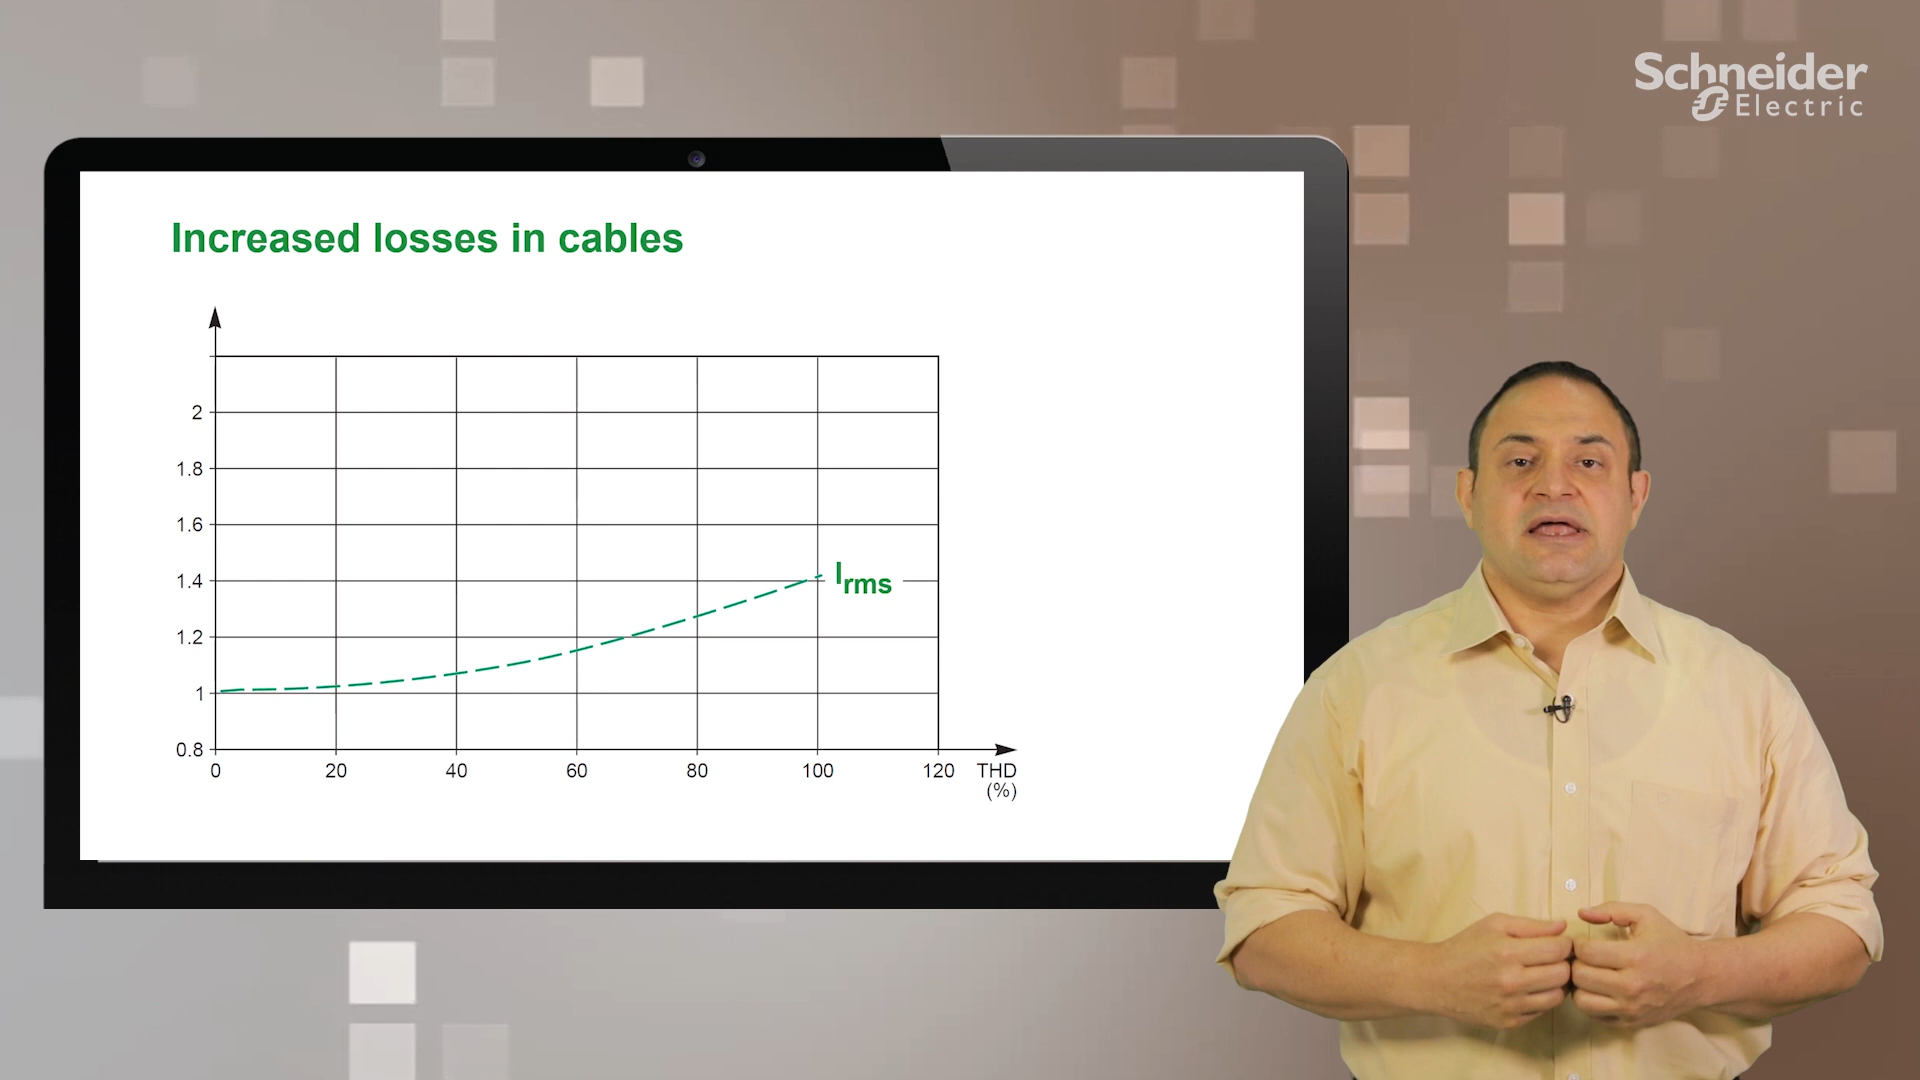 Schneider
Electric
Increased losses in cables
2
1.8
1.6
1.4
1.2
1
0.8
Irms
0 20 40 60 80 100 120 THD
(%)